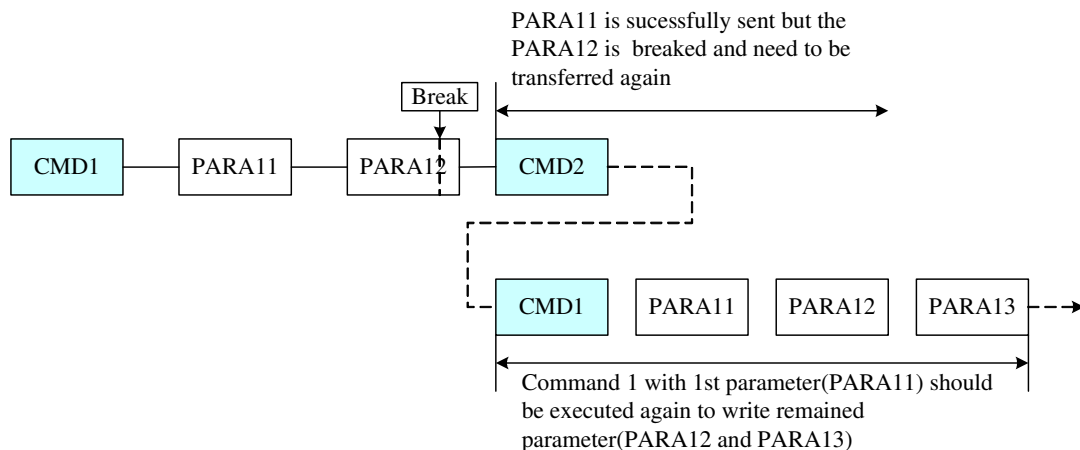 PARA11 is sucessfully sent but the
PARA12 is breaked and need to be
transferred again
Break
CMD1
PARA11
PARA12
CMD2
CMD1
PARA11
PARA12
PARA13
Command 1 with 1st parameter(PARA11) should
be executed again to write remained
parameter(PARA12 and PARA13)